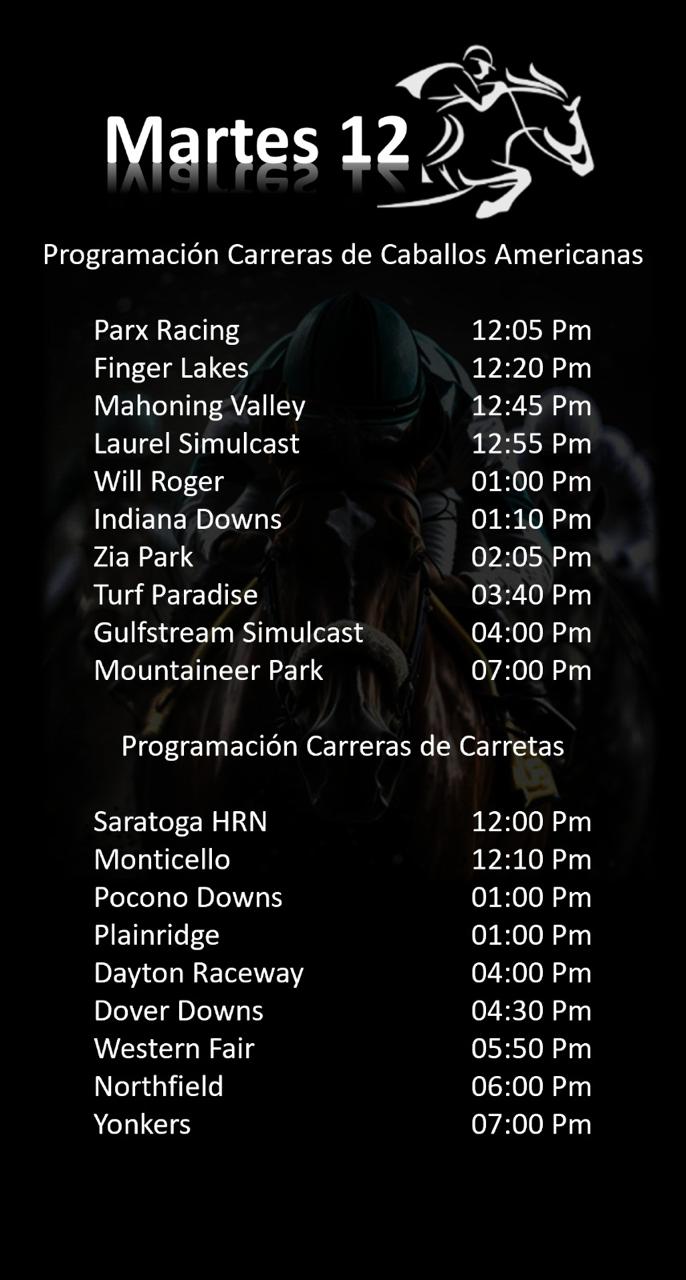 Martes 12
Programación Carreras de Caballos Americanas
Parx Racing 12:05 Pm
Finger Lakes 12:20 Pm
Mahoning Valley 12:45 Pm
Laurel Simulcast 12:55 Pm
Will Roger 01:00 Pm
Indiana Downs 01:10 Pm
Zia Park 02:05 Pm
Turf Paradise 03:40 Pm
Gulfstream Simulcast 04:00 Pm
Mountaineer Park 07:00 Pm
Programación Carreras de Carretas
Saratoga HRN 12:00 Pm
Monticello 12:10 Pm
Pocono Downs 01:00 Pm
Plainridge 01:00 Pm
Dayton Raceway 04:00 Pm
Dover Downs 04:30 Pm
Western Fair 05:50 Pm
Northfield 06:00 Pm
Yonkers 07:00 Pm